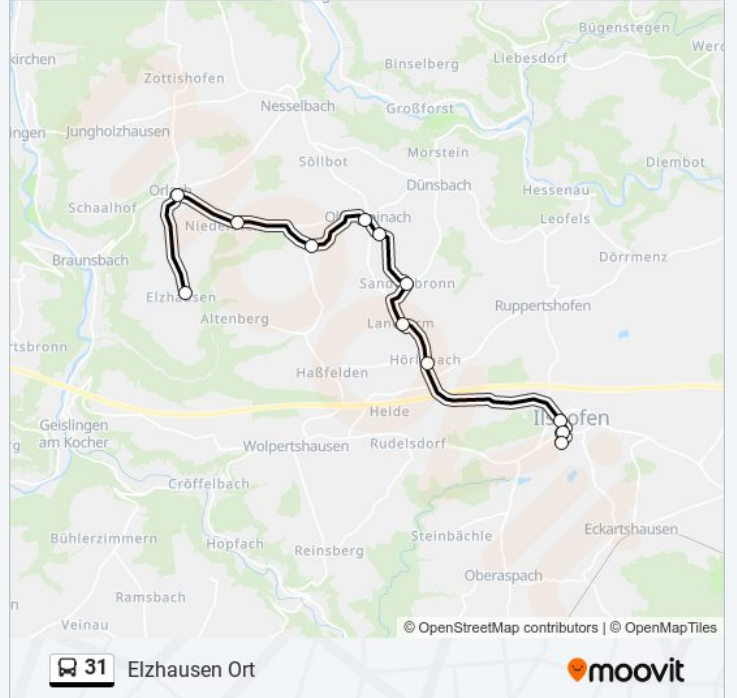 Bügenstegen
kirchen
Liebesdorf
Binselberg
Zottishofen
Nesselbach
Großforst
ingen
Jungholzhausen
Morstein
Söllbot
Diembot
Dünsbach
Hessenau
Schaalhof
Leofels
Braunsbach
Dörrmenz
Elzhausen
Altenberg
Ruppertshofen
rtsbronn
Haßfelden
Heide
Geislingen
am Kocher
Wolpertshausen
Rudelsdorf
Cröffelbach
Eckartshausen
Steinbächle
Bühlerzimmern
Hopfach
Reinsberg
Oberaspach
Ramsbach
Veinau
© OpenStreetMap contributors | © OpenMapTiles
31 Elzhausen Ort
moovit